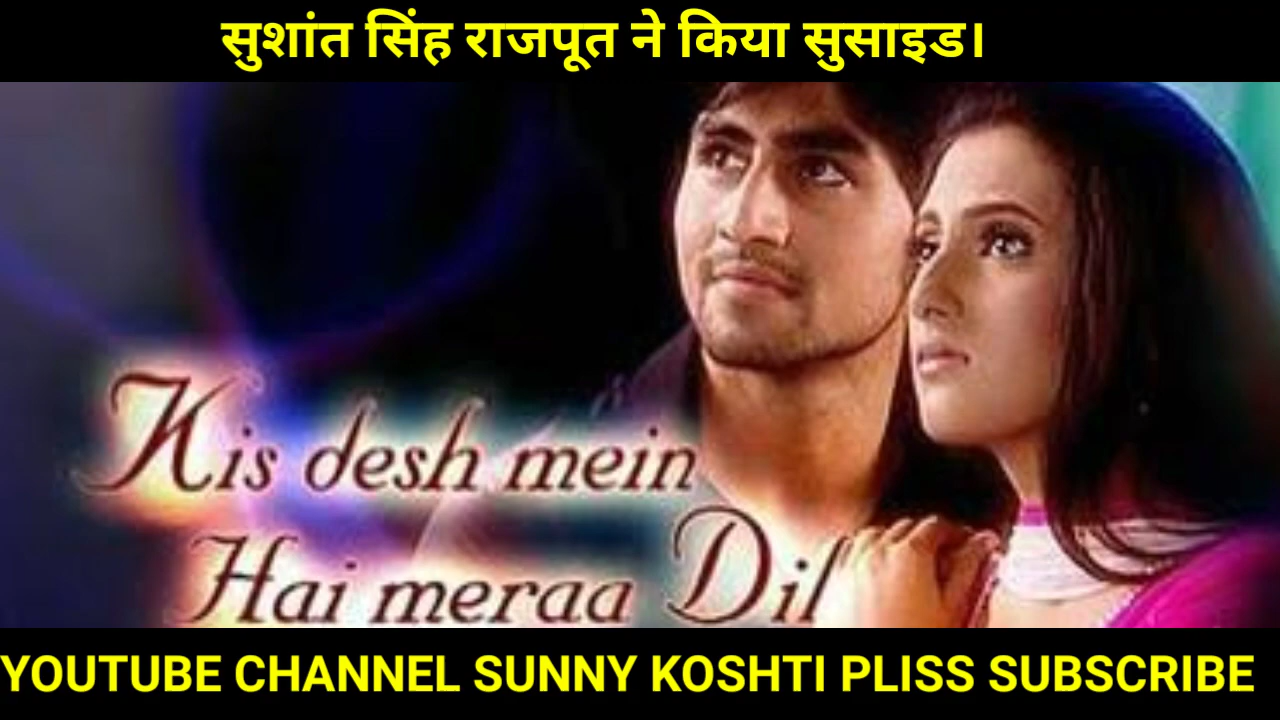 सुशांत सिंह राजपूत ने किया सुसाइड।
Kis desh mein
Hai meraa Dil
YOUTUBE CHANNEL SUNNY KOSHTI PLISS SUBSCRIBE